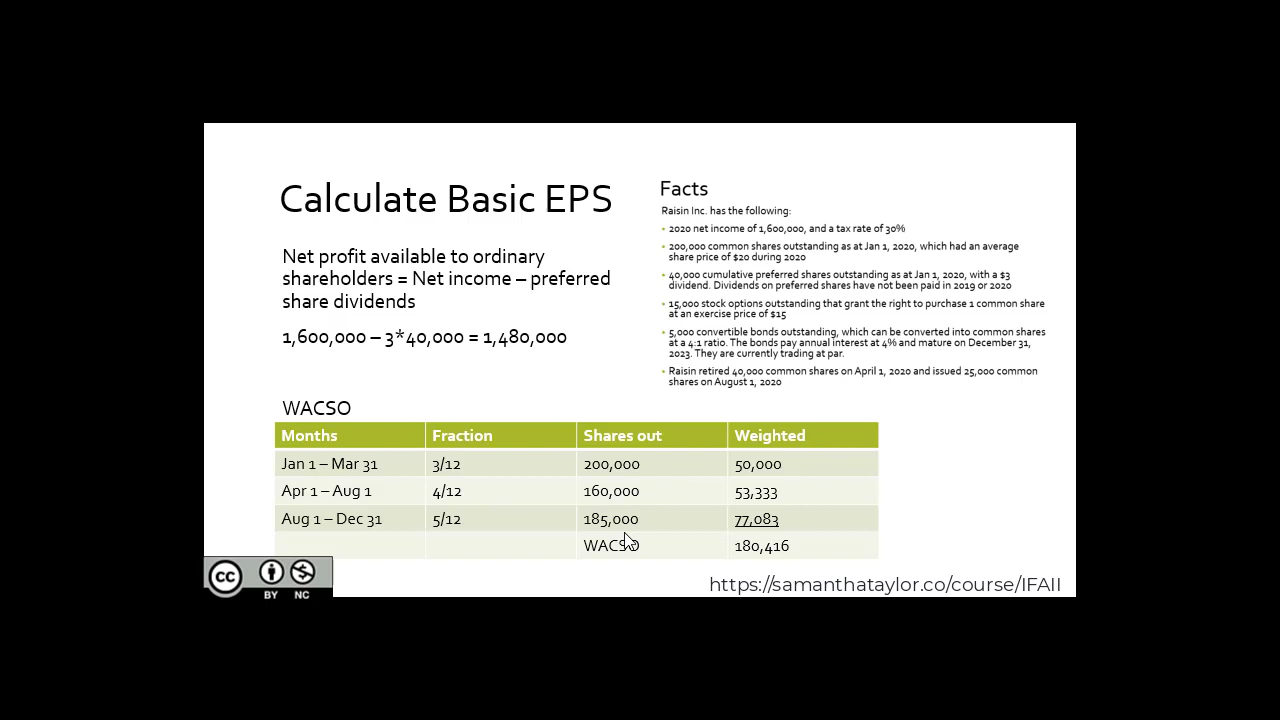 Calculate Basic EPS
Net profit available to ordinary
shareholders = Net income – preferred
share dividends
1,600,000 – 3*40,000 = 1,480,000
Facts
Raisin Inc. has the following:
• 2020 net income of 1,600,000, and a tax rate of 30%
• 200,000 common shares outstanding as at Jan 1, 2020, which had an average
share price of $20 during 2020
• 40,000 cumulative preferred shares outstanding as at Jan 1, 2020, with a $3
dividend. Dividends on preferred shares have not been paid in 2019 or 2020
• 15,000 stock options outstanding that grant the right to purchase 1 common share
at an exercise price of $15
• 5,000 convertible bonds outstanding, which can be converted into common shares
at a 4:1 ratio. The bonds pay annual interest at 4% and mature on December 31,
2023. They are currently trading at par.
• Raisin retired 40,000 common shares on April 1, 2020 and issued 25,000 common
shares on August 1, 2020
WACSO
Months Fraction Shares out Weighted
Jan 1 – Mar 31 3/12 200,000 50,000
Apr 1 – Aug 1 4/12 160,000 53,333
Aug 1 – Dec 31 5/12 185,000 77,083
WACSO 180,416
cc
BY NC
https://samanthataylor.co/course/IFAII